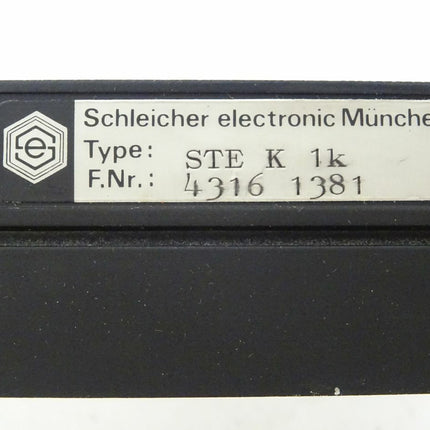 Schleicher electronic Münche
Type: STE K 1k
F.Nr.: 4316 1381